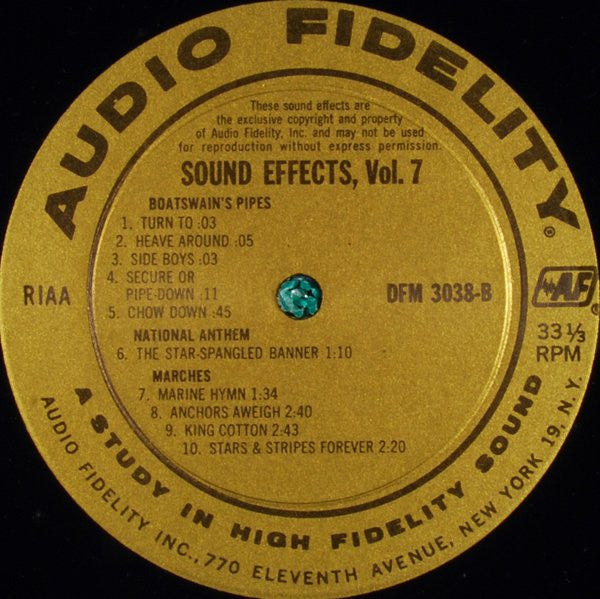 AUDIO FIDELITY®
These sound effects are
the exclusive copyright and property
of Audio Fidelity, Inc. and may not be used
for reproduction without express permission.
SOUND EFFECTS, Vol. 7
BOATSWAIN'S PIPES
1. TURN TO :03
2. HEAVE AROUND :05
3. SIDE BOYS :03
4. SECURE OR
PIPE-DOWN :11
5. CHOW DOWN :45
RIAA
DFM 3038-B
AF®
33 1/3
RPM
NATIONAL ANTHEM
6. THE STAR-SPANGLED BANNER 1:10
MARCHES
7. MARINE HYMN 1:34
8. ANCHORS AWEIGH 2:40
9. KING COTTON 2:43
10. STARS & STRIPES FOREVER 2:20
A STUDY IN HIGH FIDELITY SOUND
AUDIO FIDELITY INC., 770 ELEVENTH AVENUE, NEW YORK 19, N.Y.